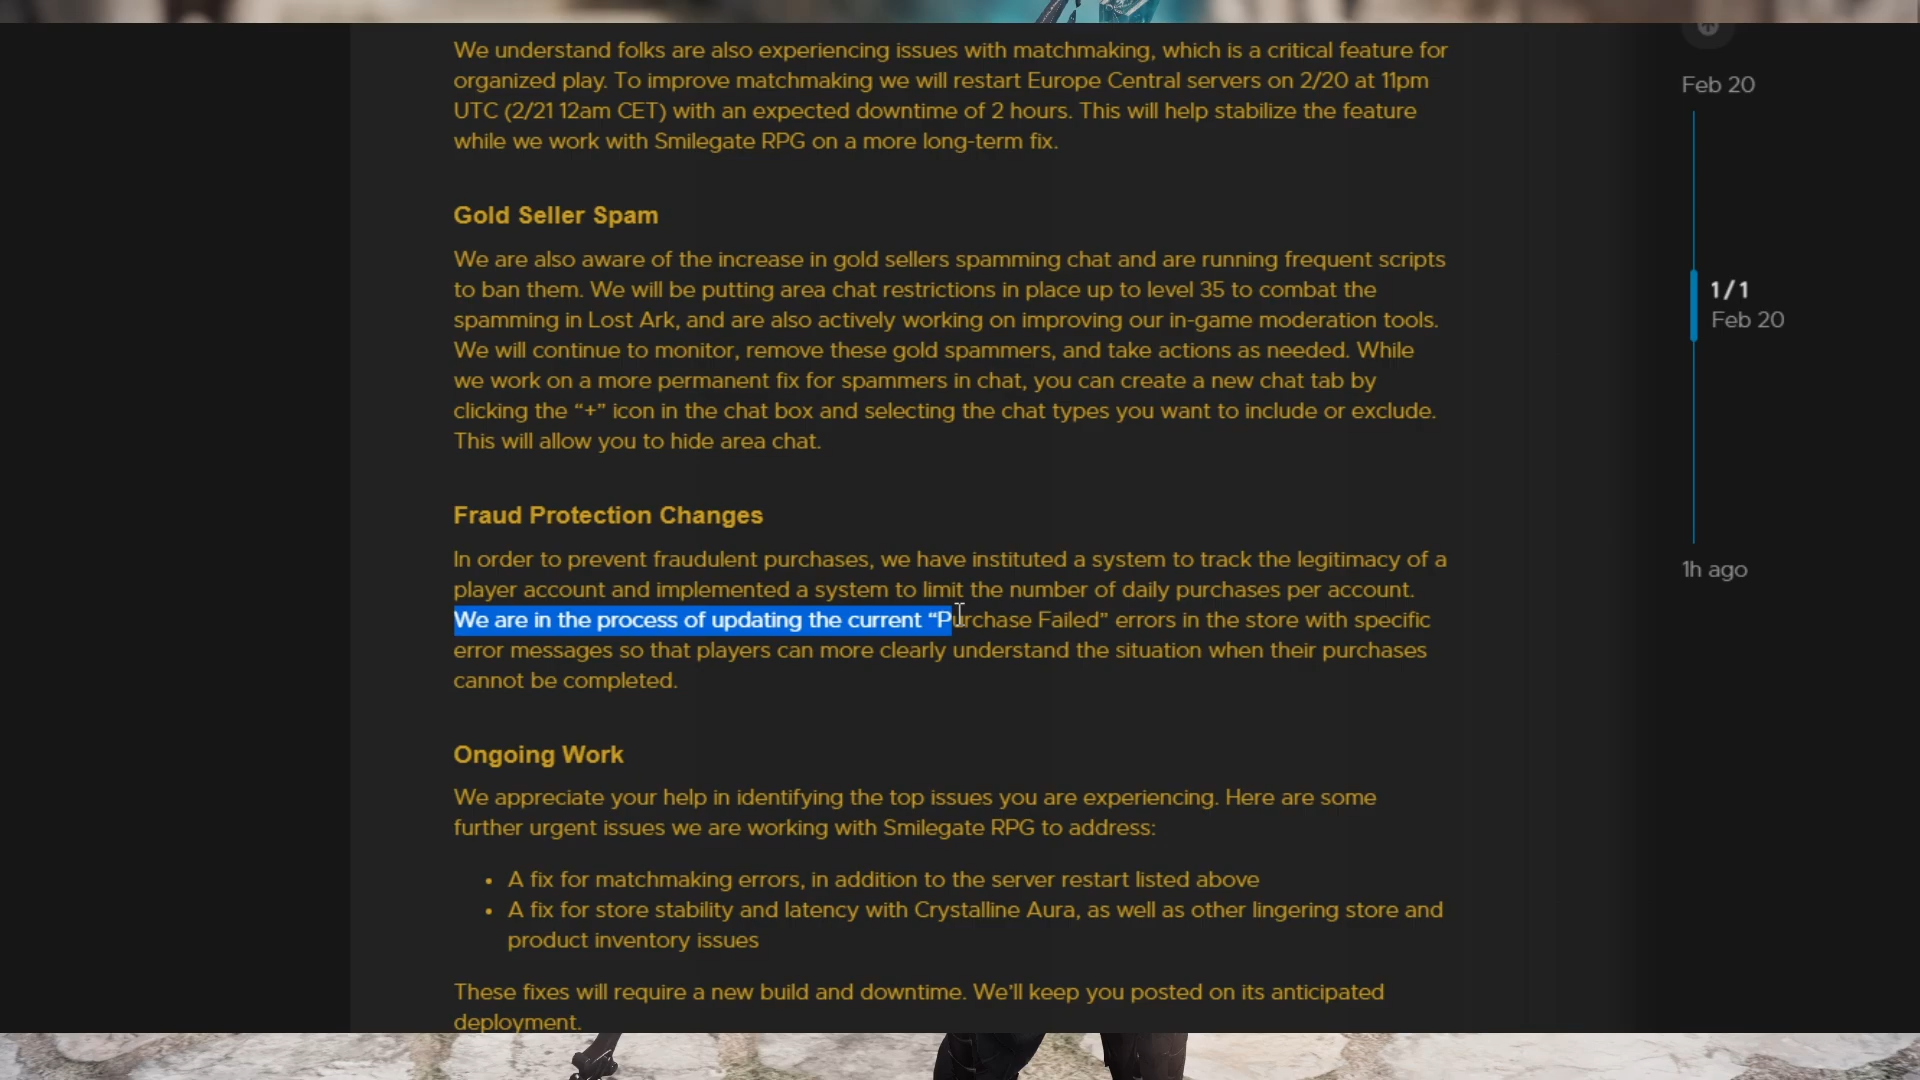 We understand folks are also experiencing issues with matchmaking, which is a critical feature for
organized play. To improve matchmaking we will restart Europe Central servers on 2/20 at 11pm
UTC (2/21 12am CET) with an expected downtime of 2 hours. This will help stabilize the feature
while we work with Smilegate RPG on a more long-term fix.
Gold Seller Spam
We are also aware of the increase in gold sellers spamming chat and are running frequent scripts
to ban them. We will be putting area chat restrictions in place up to level 35 to combat the
spamming in Lost Ark, and are also actively working on improving our in-game moderation tools.
We will continue to monitor, remove these gold spammers, and take actions as needed. While
we work on a more permanent fix for spammers in chat, you can create a new chat tab by
clicking the “+” icon in the chat box and selecting the chat types you want to include or exclude.
This will allow you to hide area chat.
Fraud Protection Changes
In order to prevent fraudulent purchases, we have instituted a system to track the legitimacy of a
player account and implemented a system to limit the number of daily purchases per account.
We are in the process of updating the current “Purchase Failed” errors in the store with specific
error messages so that players can more clearly understand the situation when their purchases
cannot be completed.
Ongoing Work
We appreciate your help in identifying the top issues you are experiencing. Here are some
further urgent issues we are working with Smilegate RPG to address:
• A fix for matchmaking errors, in addition to the server restart listed above
• A fix for store stability and latency with Crystalline Aura, as well as other lingering store and
product inventory issues
These fixes will require a new build and downtime. We’ll keep you posted on its anticipated
deployment.
Feb 20
1 / 1
Feb 20
1h ago